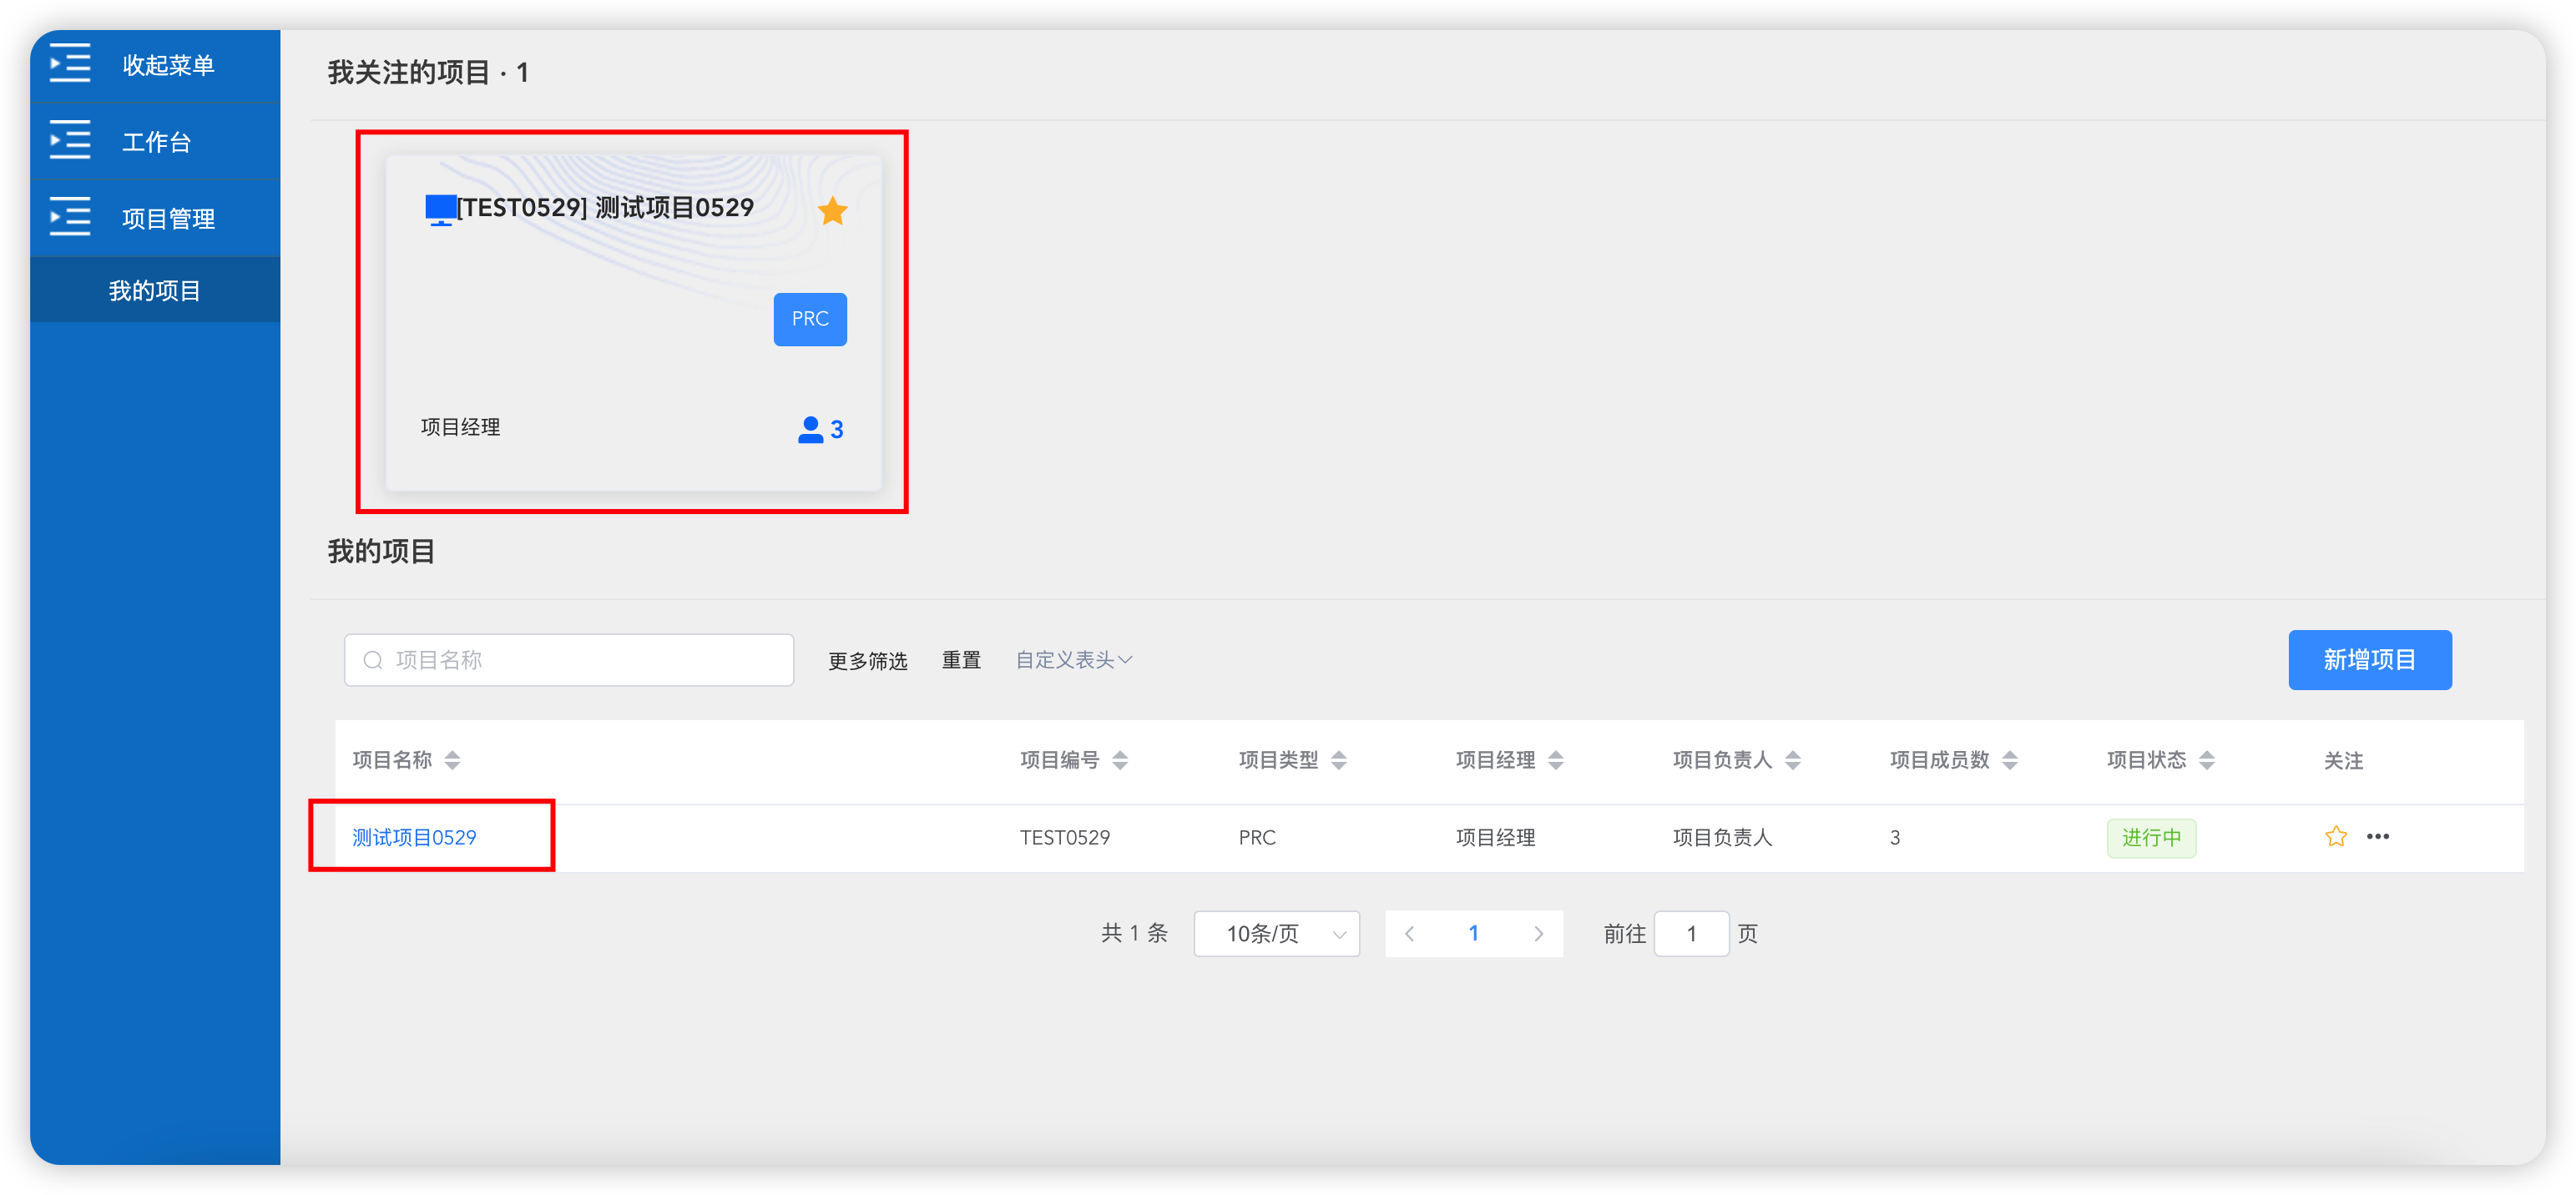 收起菜单
工作台
项目管理
我的项目
我关注的项目 · 1
[TEST0529] 测试项目0529
PRC
项目经理 3
我的项目
项目名称 更多筛选 重置 自定义表头 新增项目
项目名称 项目编号 项目类型 项目经理 项目负责人 项目成员数 项目状态 关注
测试项目0529 TEST0529 PRC 项目经理 项目负责人 3 进行中
共 1 条 10条/页 1 前往 1 页